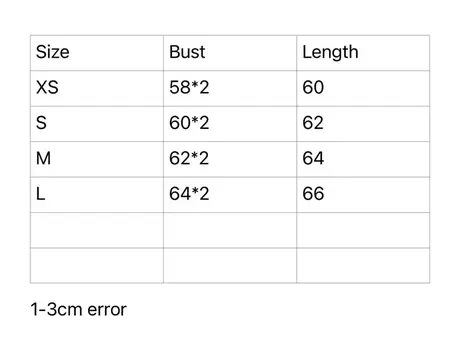 Size Bust Length
XS 58*2 60
S 60*2 62
M 62*2 64
L 64*2 66
1-3cm error